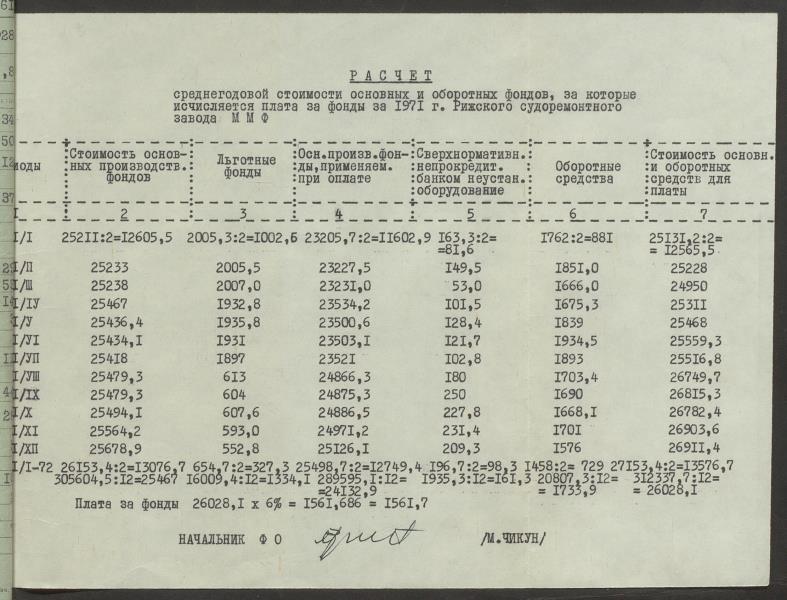 Р А С Ч Е Т
среднегодовой стоимости основных и оборотных фондов, за которые
исчисляется плата за фонды за 1971 г. Рижского судоремонтного
завода М М Ф
Стоимость основ-
ных производств.
фондов
Льготные
фонды
Осн.произв.фон-
ды,применяем.
при оплате
Сверхнормативн.
непрокредит.
банком неустан.
оборудование
Оборотные
средства
Стоимость основн.
и оборотных
средств для
платы
I 2 3 4 5 6 7
I/I 25211:2=12605,5 2005,3:2=1002,6 23205,7:2=11602,9 163,3:2= 1762:2=881 25131,2:2=
=81,6 = 12565,5
I/П 25233 2005,5 23227,5 149,5 1851,0 25228
I/Ш 25238 2007,0 23231,0 53,0 1666,0 24950
I/IУ 25467 1932,8 23534,2 101,5 1675,3 25311
I/У 25436,4 1935,8 23500,6 128,4 1839 25468
I/УI 25434,1 1931 23503,1 121,7 1934,5 25559,3
I/УП 25418 1897 23521 102,8 1893 25516,8
I/УШ 25479,3 613 24866,3 180 1703,4 26749,7
I/IX 25479,3 604 24875,3 250 1690 26815,3
I/X 25494,1 607,6 24886,5 227,8 1668,1 26782,4
I/XI 25564,2 593,0 24971,2 231,4 1701 26903,6
I/XП 25678,9 552,8 25126,1 209,3 1576 26911,4
I/I-72 26153,4:2=13076,7 654,7:2=327,3 25498,7:2=12749,4 196,7:2=98,3 1458:2= 729 27153,4:2=13576,7
305604,5:12=25467 16009,4:12=1334,1 289595,1:12= 1935,3:12=161,3 20807,3:12= 312337,7:12=
=24132,9 = 1733,9 = 26028,1
Плата за фонды 26028,1 х 6% = 1561,686 = 1561,7
НАЧАЛЬНИК Ф О /М.ЧИКУН/